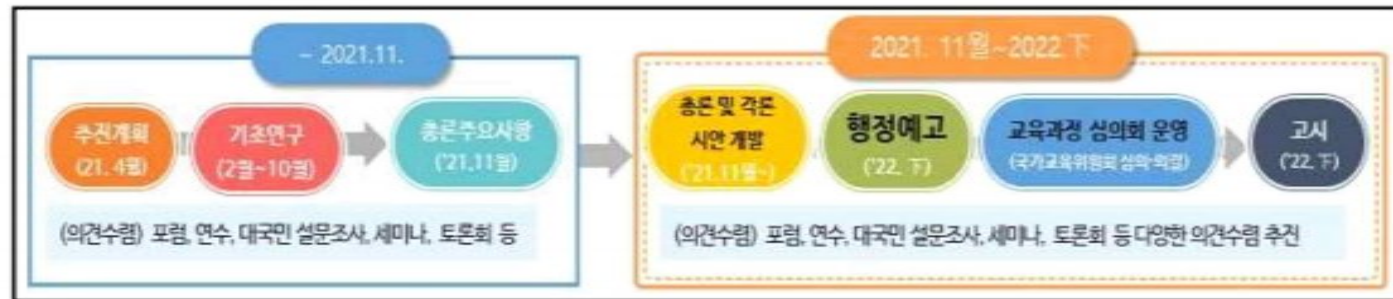 ~ 2021.11.
2021. 11월~2022.下
추진계획
(21. 4월)
기초연구
(2월~10월)
총론주요사항
('21.11월)
총론 및 각론
시안 개발
('21.11월~)
행정예고
('22. 下)
교육과정 심의회 운영
(국가교육위원회 심의·의결)
고시
('22. 下)
(의견수렴) 포럼, 연수, 대국민 설문조사, 세미나, 토론회 등
(의견수렴) 포럼, 연수, 대국민 설문조사, 세미나, 토론회 등 다양한 의견수렴 추진